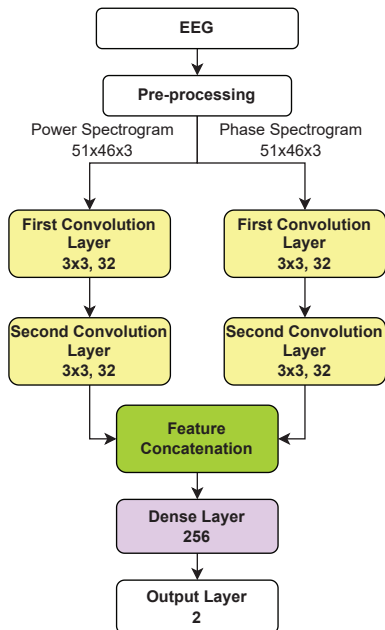 EEG
Pre-processing
Power Spectrogram
51x46x3
Phase Spectrogram
51x46x3
First Convolution
Layer
3x3, 32
First Convolution
Layer
3x3, 32
Second Convolution
Layer
3x3, 32
Second Convolution
Layer
3x3, 32
Feature
Concatenation
Dense Layer
256
Output Layer
2